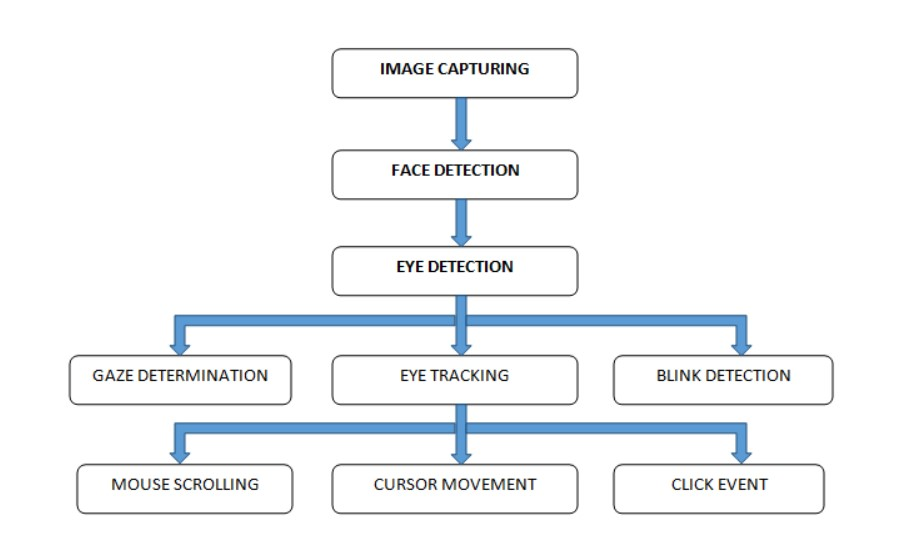 IMAGE CAPTURING
FACE DETECTION
EYE DETECTION
GAZE DETERMINATION
EYE TRACKING
BLINK DETECTION
MOUSE SCROLLING
CURSOR MOVEMENT
CLICK EVENT